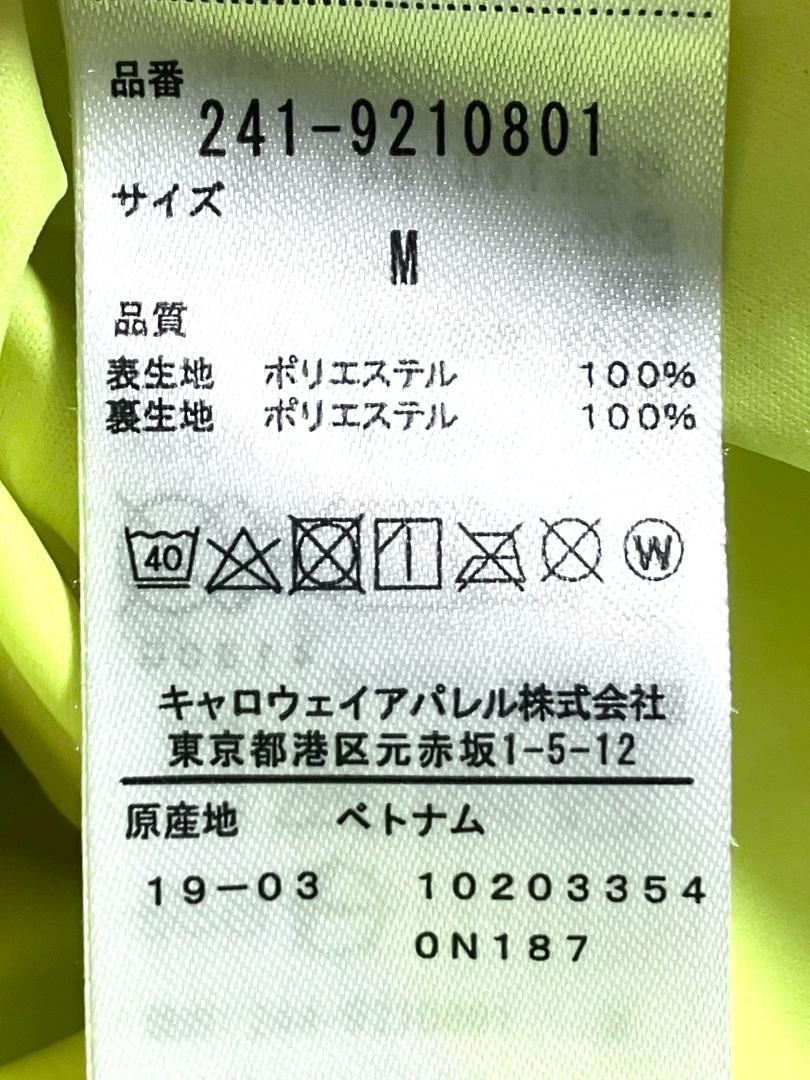 品番
241-9210801
サイズ
M
品質
表生地 ポリエステル 100%
裏生地 ポリエステル 100%
40 W
キャロウェイアパレル株式会社
東京都港区元赤坂1-5-12
原産地 ベトナム
19-03 102033540
0N187